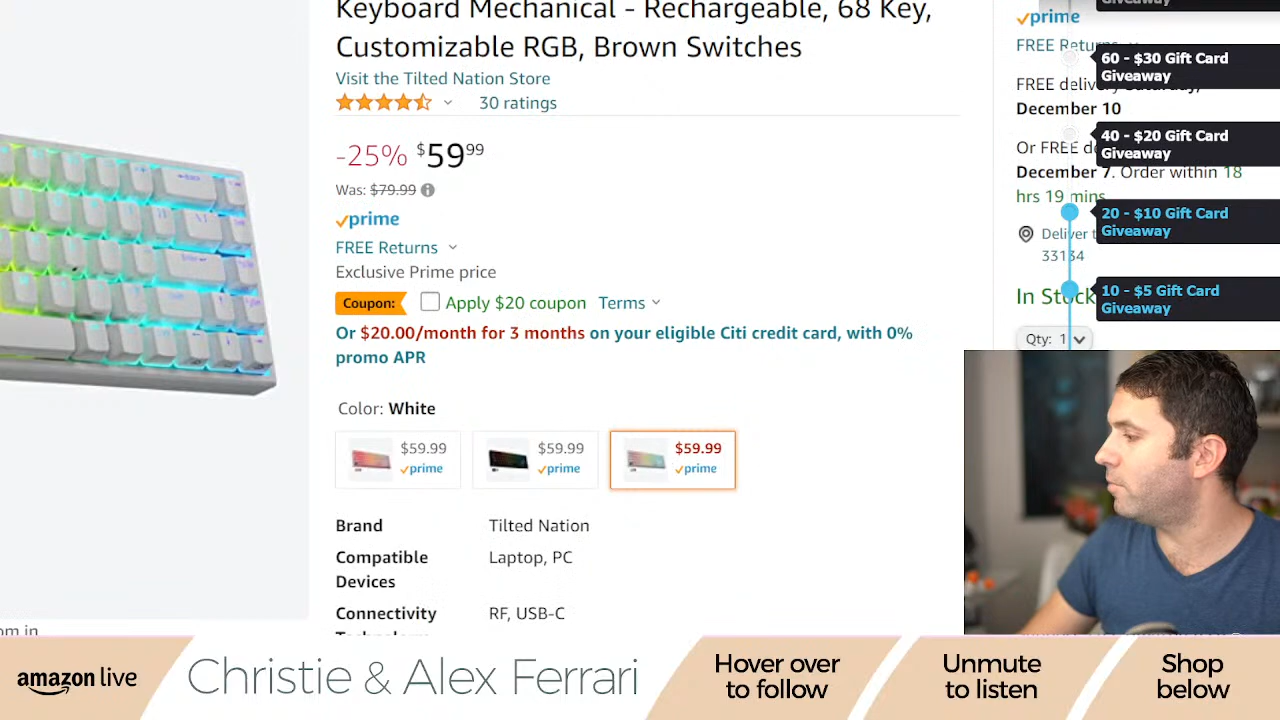 Keyboard Mechanical - Rechargeable, 68 Key,
Customizable RGB, Brown Switches
Visit the Tilted Nation Store
30 ratings
-25% $59 99
Was: $79.99
prime
FREE Returns
Exclusive Prime price
Coupon: Apply $20 coupon Terms
Or $20.00/month for 3 months on your eligible Citi credit card, with 0%
promo APR
Color: White
$59.99
prime
$59.99
prime
$59.99
prime
Brand Tilted Nation
Compatible Laptop, PC
Devices
Connectivity RF, USB-C
om in
prime
FREE Returns
FREE delivery Saturday,
December 10
Or FREE de
December 7. Order within 18
hrs 19 mins
Deliver t
33134
In Stock
Qty: 1
Giveaway
60 - $30 Gift Card
Giveaway
40 - $20 Gift Card
Giveaway
20 - $10 Gift Card
Giveaway
10 - $5 Gift Card
Giveaway
amazon live
Christie & Alex Ferrari
Hover over
to follow
Unmute
to listen
Shop
below